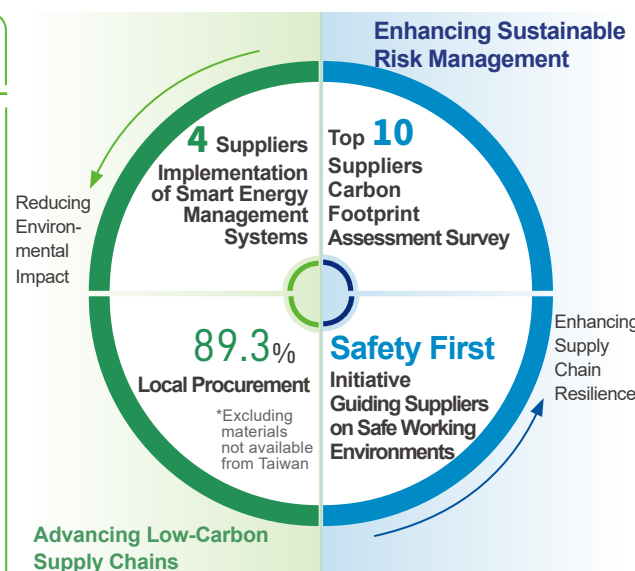 Enhancing Sustainable
Risk Management
4 Suppliers
Implementation
of Smart Energy
Management
Systems
Top 10
Suppliers
Carbon
Footprint
Assessment Survey
Reducing
Environ-
mental
Impact
89.3%
Local Procurement
*Excluding
materials
not available
from Taiwan
Safety First
Initiative
Guiding Suppliers
on Safe Working
Environments
Enhancing
Supply
Chain
Resilience
Advancing Low-Carbon
Supply Chains